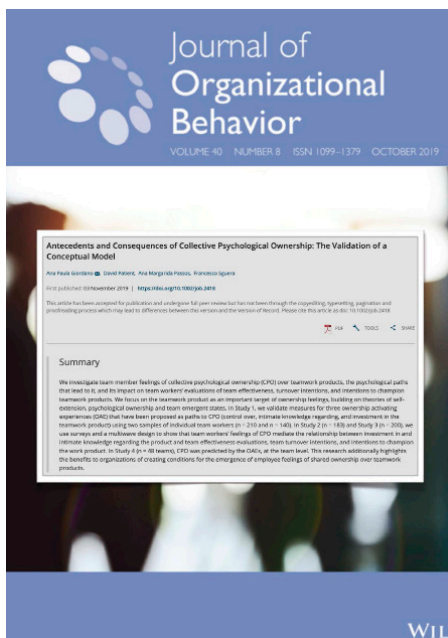 Journal of
Organizational
Behavior
VOLUME 40 NUMBER 8 ISSN 1099-1379 OCTOBER 2019
Antecedents and Consequences of Collective Psychological Ownership: The Validation of a
Conceptual Model
Ana Paula Giordano David Patient, Ana Margarida Passos, Francesco Sguera
First published: 09 November 2019 | https://doi.org/10.1002/job.2418
This article has been accepted for publication and undergone full peer review but has not been through the copyediting, typesetting, pagination and
proofreading process which may lead to differences between this version and the Version of Record. Please cite this article as doi: 10.1002/job.2418
PDF TOOLS SHARE
Summary
We investigate team member feelings of collective psychological ownership (CPO) over teamwork products, the psychological paths
that lead to it, and its impact on team workers' evaluations of team effectiveness, turnover intentions, and intentions to champion
teamwork products. We focus on the teamwork product as an important target of ownership feelings, building on theories of self-
extension, psychological ownership and team emergent states. In Study 1, we validate measures for three ownership activating
experiences (OAE) that have been proposed as paths to CPO (control over, intimate knowledge regarding, and investment in the
teamwork product) using two samples of individual team workers (n = 210 and n = 140). In Study 2 (n = 183) and Study 3 (n = 200), we
use surveys and a multiwave design to show that team workers' feelings of CPO mediate the relationship between investment in and
intimate knowledge regarding the product and team effectiveness evaluations, team turnover intentions, and intentions to champion
the work product. In Study 4 (n = 48 teams), CPO was predicted by the OAEs, at the team level. This research additionally highlights
the benefits to organizations of creating conditions for the emergence of employee feelings of shared ownership over teamwork
products.